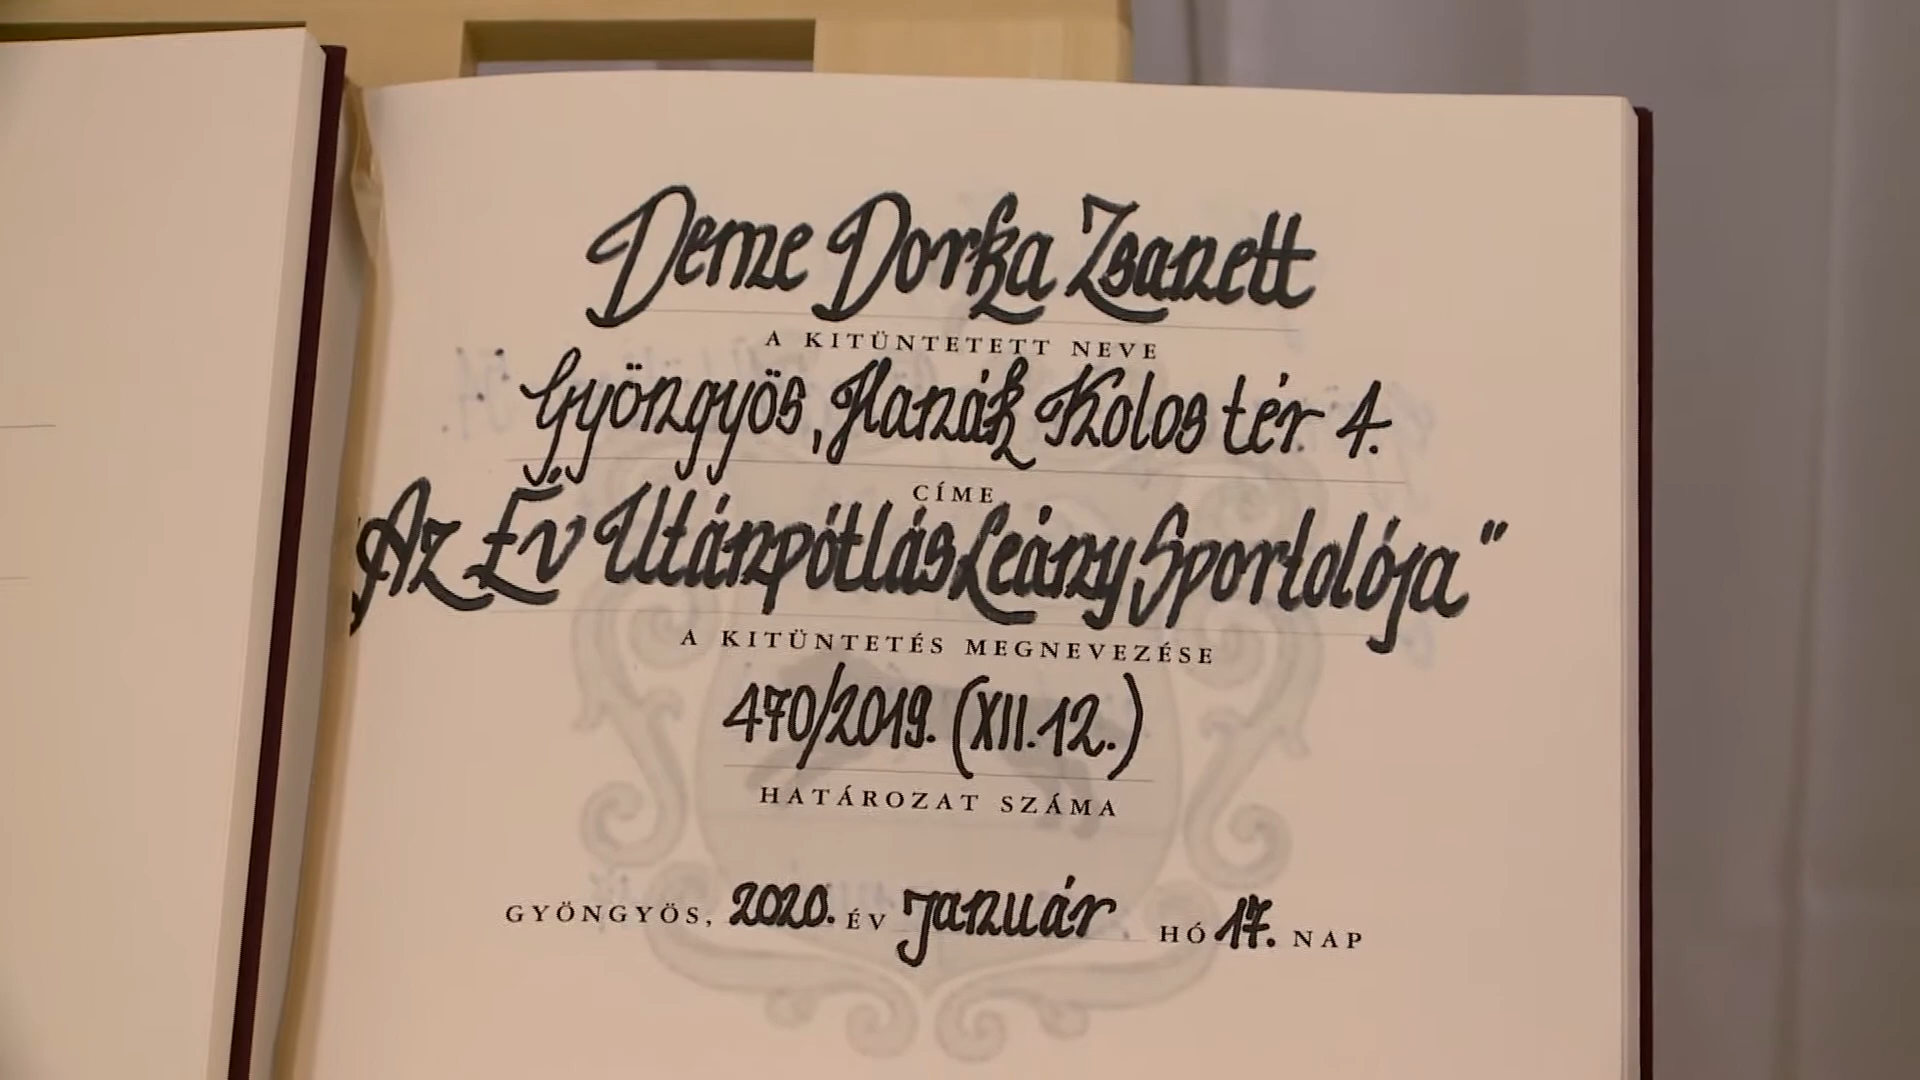 Deme Dorka Zsanett
A KITÜNTETETT NEVE
Gyöngyös, Hanák Kolos tér 4.
CÍME
„Az Év Utánpótlás Leány Sportolója”
A KITÜNTETÉS MEGNEVEZÉSE
470/2019. (XII.12.)
HATÁROZAT SZÁMA
GYÖNGYÖS, 2020. ÉV Január HÓ 17. NAP